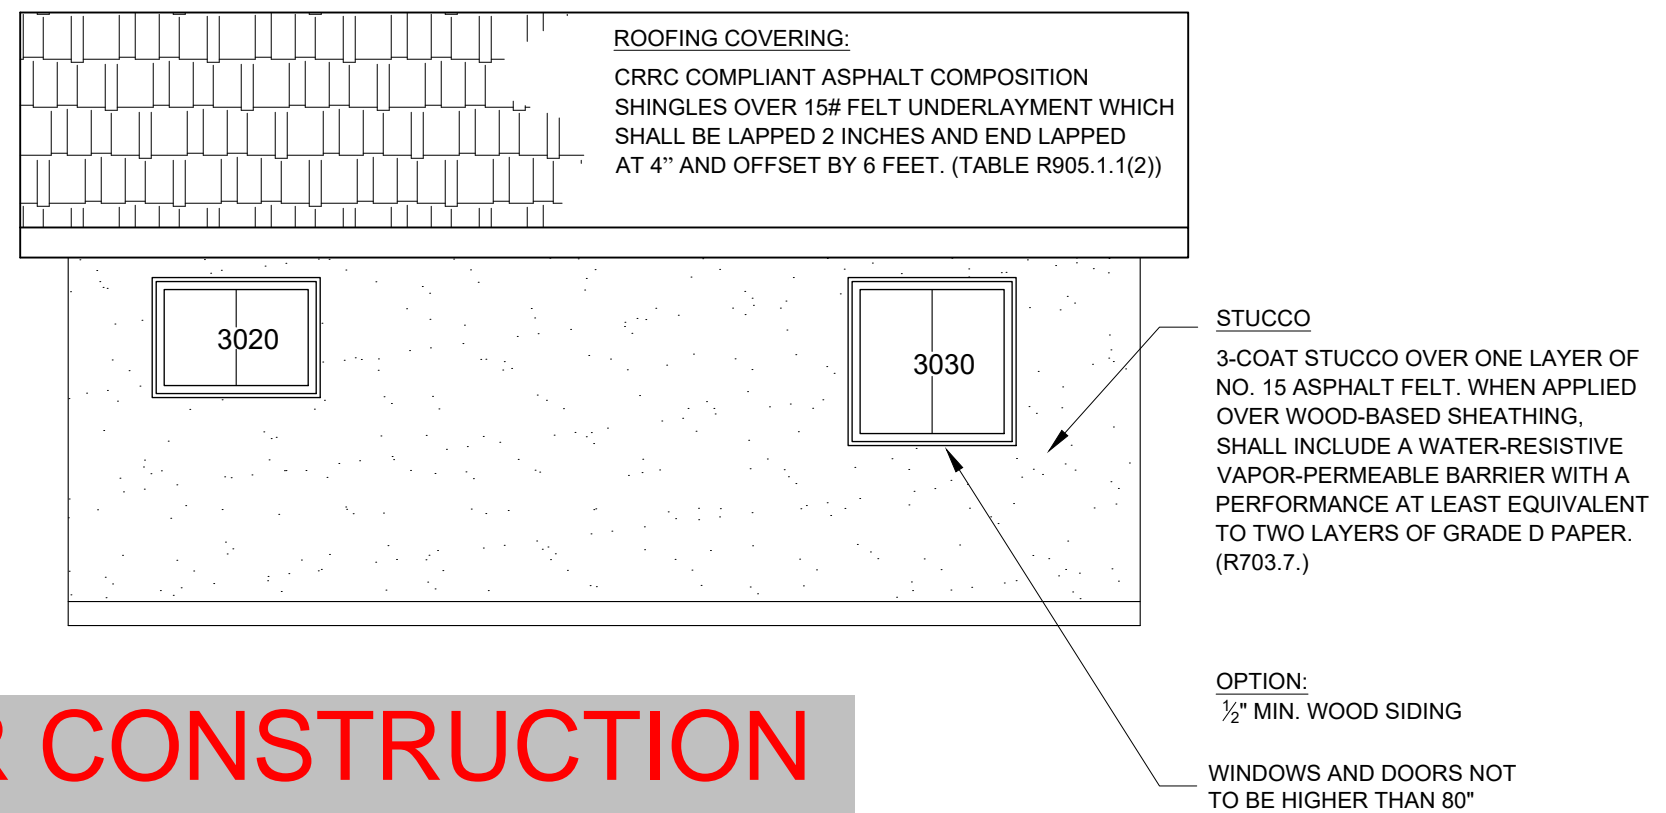 ROOFING COVERING:
CRRC COMPLIANT ASPHALT COMPOSITION
SHINGLES OVER 15# FELT UNDERLAYMENT WHICH
SHALL BE LAPPED 2 INCHES AND END LAPPED
AT 4” AND OFFSET BY 6 FEET. (TABLE R905.1.1(2))
3020
3030
STUCCO
3-COAT STUCCO OVER ONE LAYER OF
NO. 15 ASPHALT FELT. WHEN APPLIED
OVER WOOD-BASED SHEATHING,
SHALL INCLUDE A WATER-RESISTIVE
VAPOR-PERMEABLE BARRIER WITH A
PERFORMANCE AT LEAST EQUIVALENT
TO TWO LAYERS OF GRADE D PAPER.
(R703.7.)
OPTION:
½" MIN. WOOD SIDING
WINDOWS AND DOORS NOT
TO BE HIGHER THAN 80"
R CONSTRUCTION